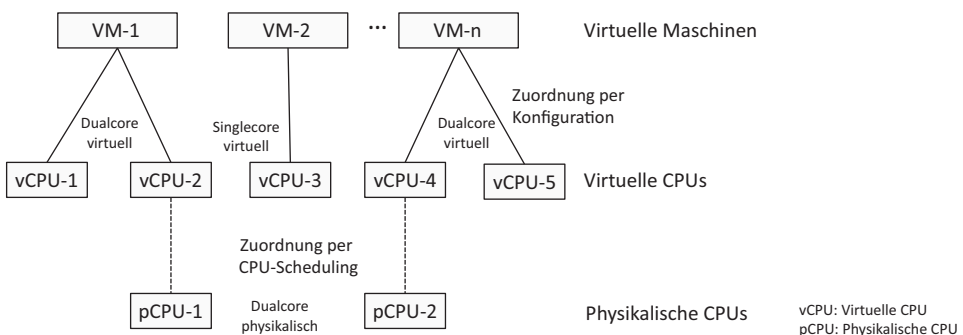 VM-1 VM-2 ... VM-n Virtuelle Maschinen
Zuordnung per
Konfiguration
Dualcore
virtuell
Singlecore
virtuell
Dualcore
virtuell
vCPU-1 vCPU-2 vCPU-3 vCPU-4 vCPU-5 Virtuelle CPUs
Zuordnung per
CPU-Scheduling
pCPU-1 Dualcore
physikalisch
pCPU-2 Physikalische CPUs
vCPU: Virtuelle CPU
pCPU: Physikalische CPU